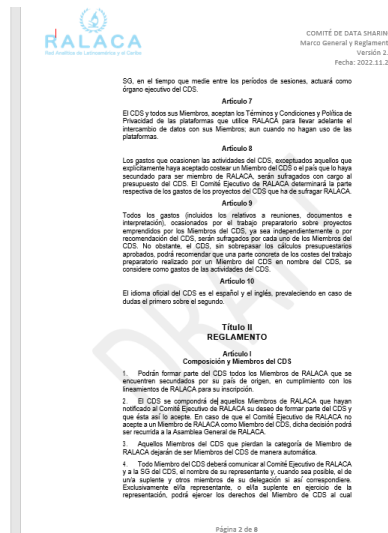 RALACA
Red Analítica de Latinoamérica y el Caribe
COMITÉ DE DATA SHARIN
Marco General y Reglament
Versión 2.
Fecha: 2022.11.2
SG, en el tiempo que medie entre los períodos de sesiones, actuará como
órgano ejecutivo del CDS.
Artículo 7
El CDS y todos sus Miembros, aceptan los Términos y Condiciones y Política de
Privacidad de las plataformas que utilice RALACA para llevar adelante el
intercambio de datos con sus Miembros; aun cuando no hagan uso de las
plataformas.
Artículo 8
Los gastos que ocasionen las actividades del CDS, exceptuados aquellos que
explícitamente haya aceptado costear un Miembro del CDS o el país que lo haya
secundado para ser miembro de RALACA, serán sufragados con cargo al
presupuesto del CDS. El Comité Ejecutivo de RALACA determinará la parte
respectiva de los gastos de los proyectos del CDS que ha de sufragar RALACA.
Artículo 9
Todos los gastos (incluidos los relativos a reuniones, documentos e
interpretación), ocasionados por el trabajo preparatorio sobre proyectos
emprendidos por los Miembros del CDS, ya sea independientemente o por
recomendación del CDS, serán sufragados por cada uno de los Miembros del
CDS. No obstante, el CDS, sin sobrepasar los cálculos presupuestarios
aprobados, podrá recomendar que una parte concreta de los costes del trabajo
preparatorio realizado por un Miembro del CDS en nombre del CDS, se
considere como gastos de las actividades del CDS.
Artículo 10
El idioma oficial del CDS es el español y el inglés, prevaleciendo en caso de
dudas el primero sobre el segundo.
Título II
REGLAMENTO
Artículo I
Composición y Miembros del CDS
1. Podrán formar parte del CDS todos los Miembros de RALACA que se
encuentren secundados por su país de origen, en cumplimiento con los
lineamientos de RALACA para su inscripción.
2. El CDS se compondrá de aquellos Miembros de RALACA que hayan
notificado al Comité Ejecutivo de RALACA su deseo de formar parte del CDS y
que ésta así lo acepte. En caso de que el Comité Ejecutivo de RALACA no
acepte a un Miembro de RALACA como Miembro del CDS, dicha decisión podrá
ser recurrida a la Asamblea General de RALACA.
3. Aquellos Miembros del CDS que pierdan la categoría de Miembro de
RALACA dejarán de ser Miembros del CDS de manera automática.
4. Todo Miembro del CDS deberá comunicar al Comité Ejecutivo de RALACA
y a la SG del CDS, el nombre de su representante y, cuando sea posible, el de
un/a suplente y otros miembros de su delegación si así correspondiere.
Exclusivamente el/la representante, o el/la suplente en ejercicio de la
representación, podrá ejercer los derechos del Miembro de CDS al cual
Página 2 de 8
DRAFT